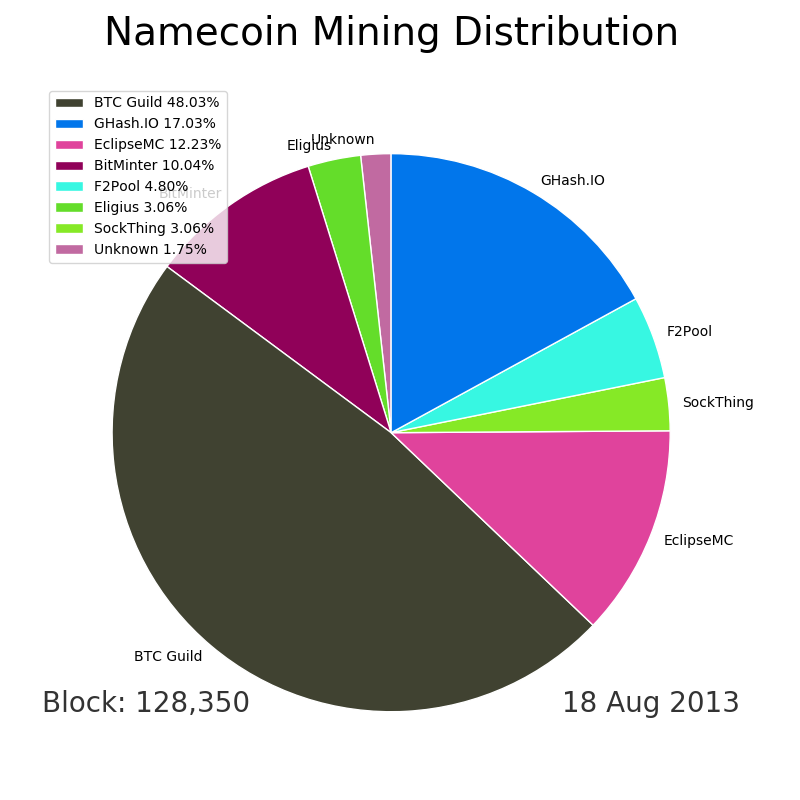 Namecoin Mining Distribution
BTC Guild 48.03%
GHash.IO 17.03%
EclipseMC 12.23%
BitMinter 10.04%
F2Pool 4.80%
Eligius 3.06%
SockThing 3.06%
Unknown 1.75%
Unknown
Eligius
GHash.IO
BitMinter
F2Pool
SockThing
EclipseMC
BTC Guild
Block: 128,350
18 Aug 2013